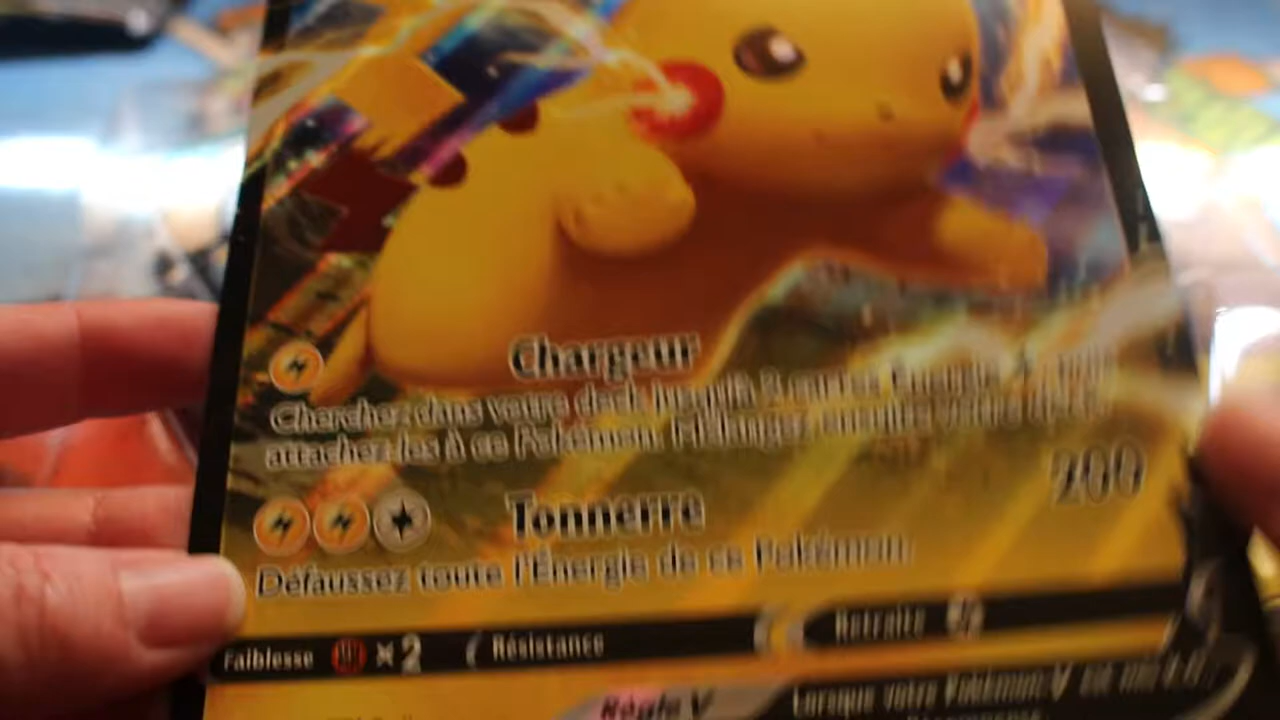 Chargeur
Cherchez dans votre deck jusqu'à 2 cartes Énergie
attachez-les à ce Pokémon. Mélangez ensuite votre deck.
Tonnerre 200
Défaussez toute l'Énergie de ce Pokémon.
Faiblesse ×2 Résistance Retraite
Règle V Lorsque votre Pokémon-V est mis K.O.,